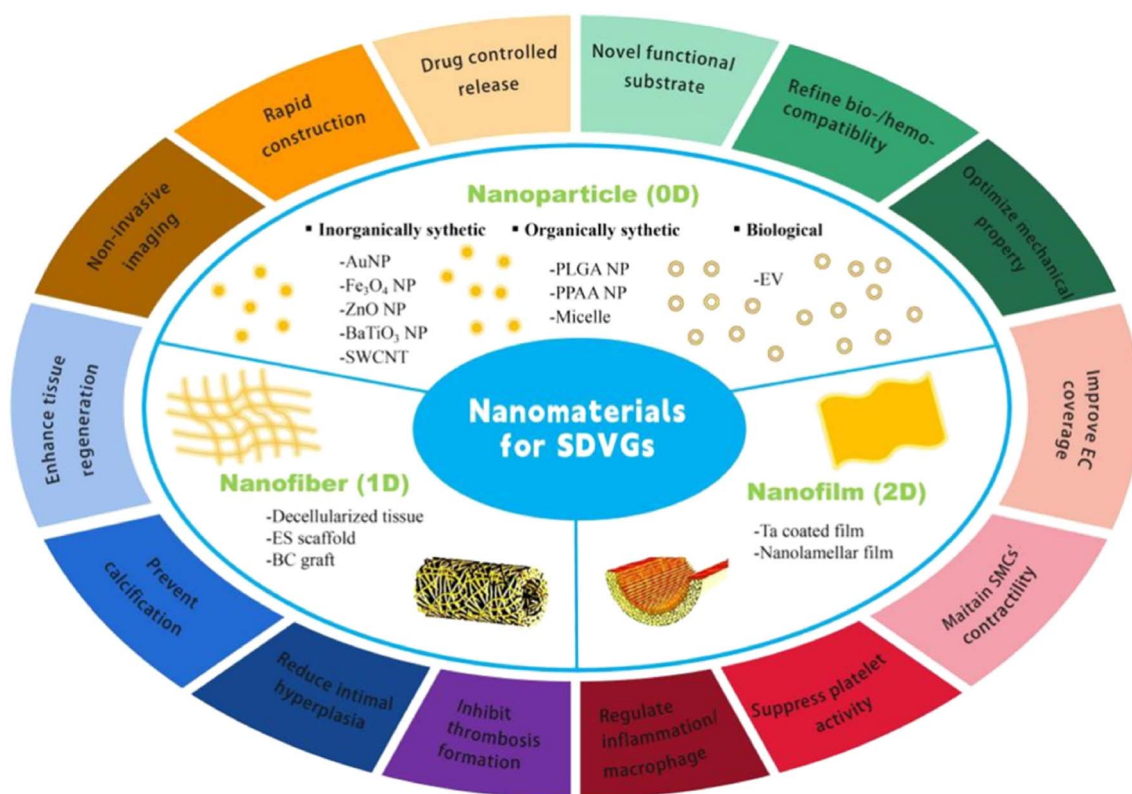 Drug controlled
release
Novel functional
substrate
Refine bio-/hemo-
compatiblity
Optimize mechanical
property
Improve EC
coverage
Maitain SMCs'
contractility
Suppress platelet
activity
Regulate
inflammation/
macrophage
Inhibit
thrombosis
formation
Reduce intimal
hyperplasia
Prevent
calcification
Enhance tissue
regeneration
Non-invasive
imaging
Rapid
construction
Nanoparticle (0D)
▪ Inorganically sythetic
-AuNP
-Fe₃O₄ NP
-ZnO NP
-BaTiO₃ NP
-SWCNT
▪ Organically sythetic
-PLGA NP
-PPAA NP
-Micelle
▪ Biological
-EV
Nanomaterials
for SDVGs
Nanofiber (1D)
-Decellularized tissue
-ES scaffold
-BC graft
Nanofilm (2D)
-Ta coated film
-Nanolamellar film